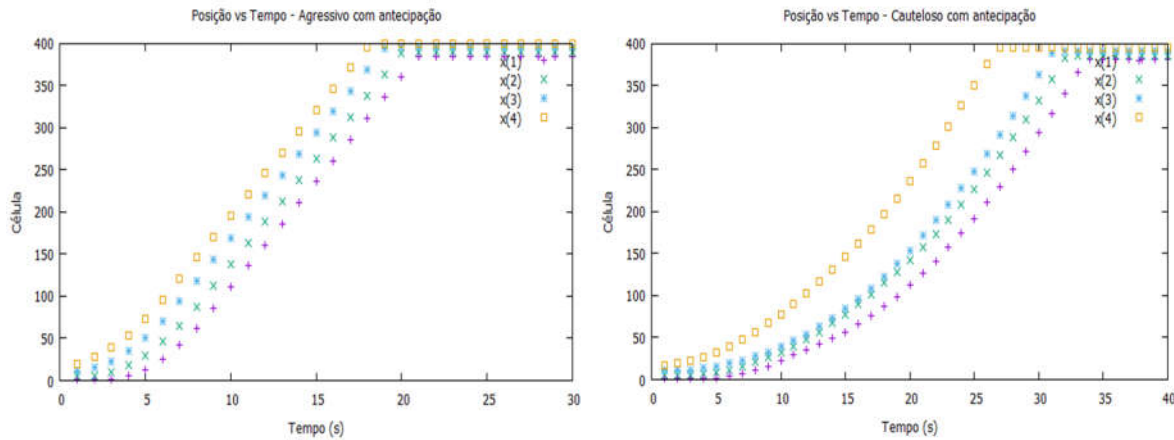 Posição vs Tempo - Agressivo com antecipação
400
350
300
250
200
150
100
50
0
Célula
x(1)
x(2)
x(3)
x(4)
0 5 10 15 20 25 30
Tempo (s)
Posição vs Tempo - Cauteloso com antecipação
400
350
300
250
200
150
100
50
0
Célula
x(1)
x(2)
x(3)
x(4)
0 5 10 15 20 25 30 35 40
Tempo (s)